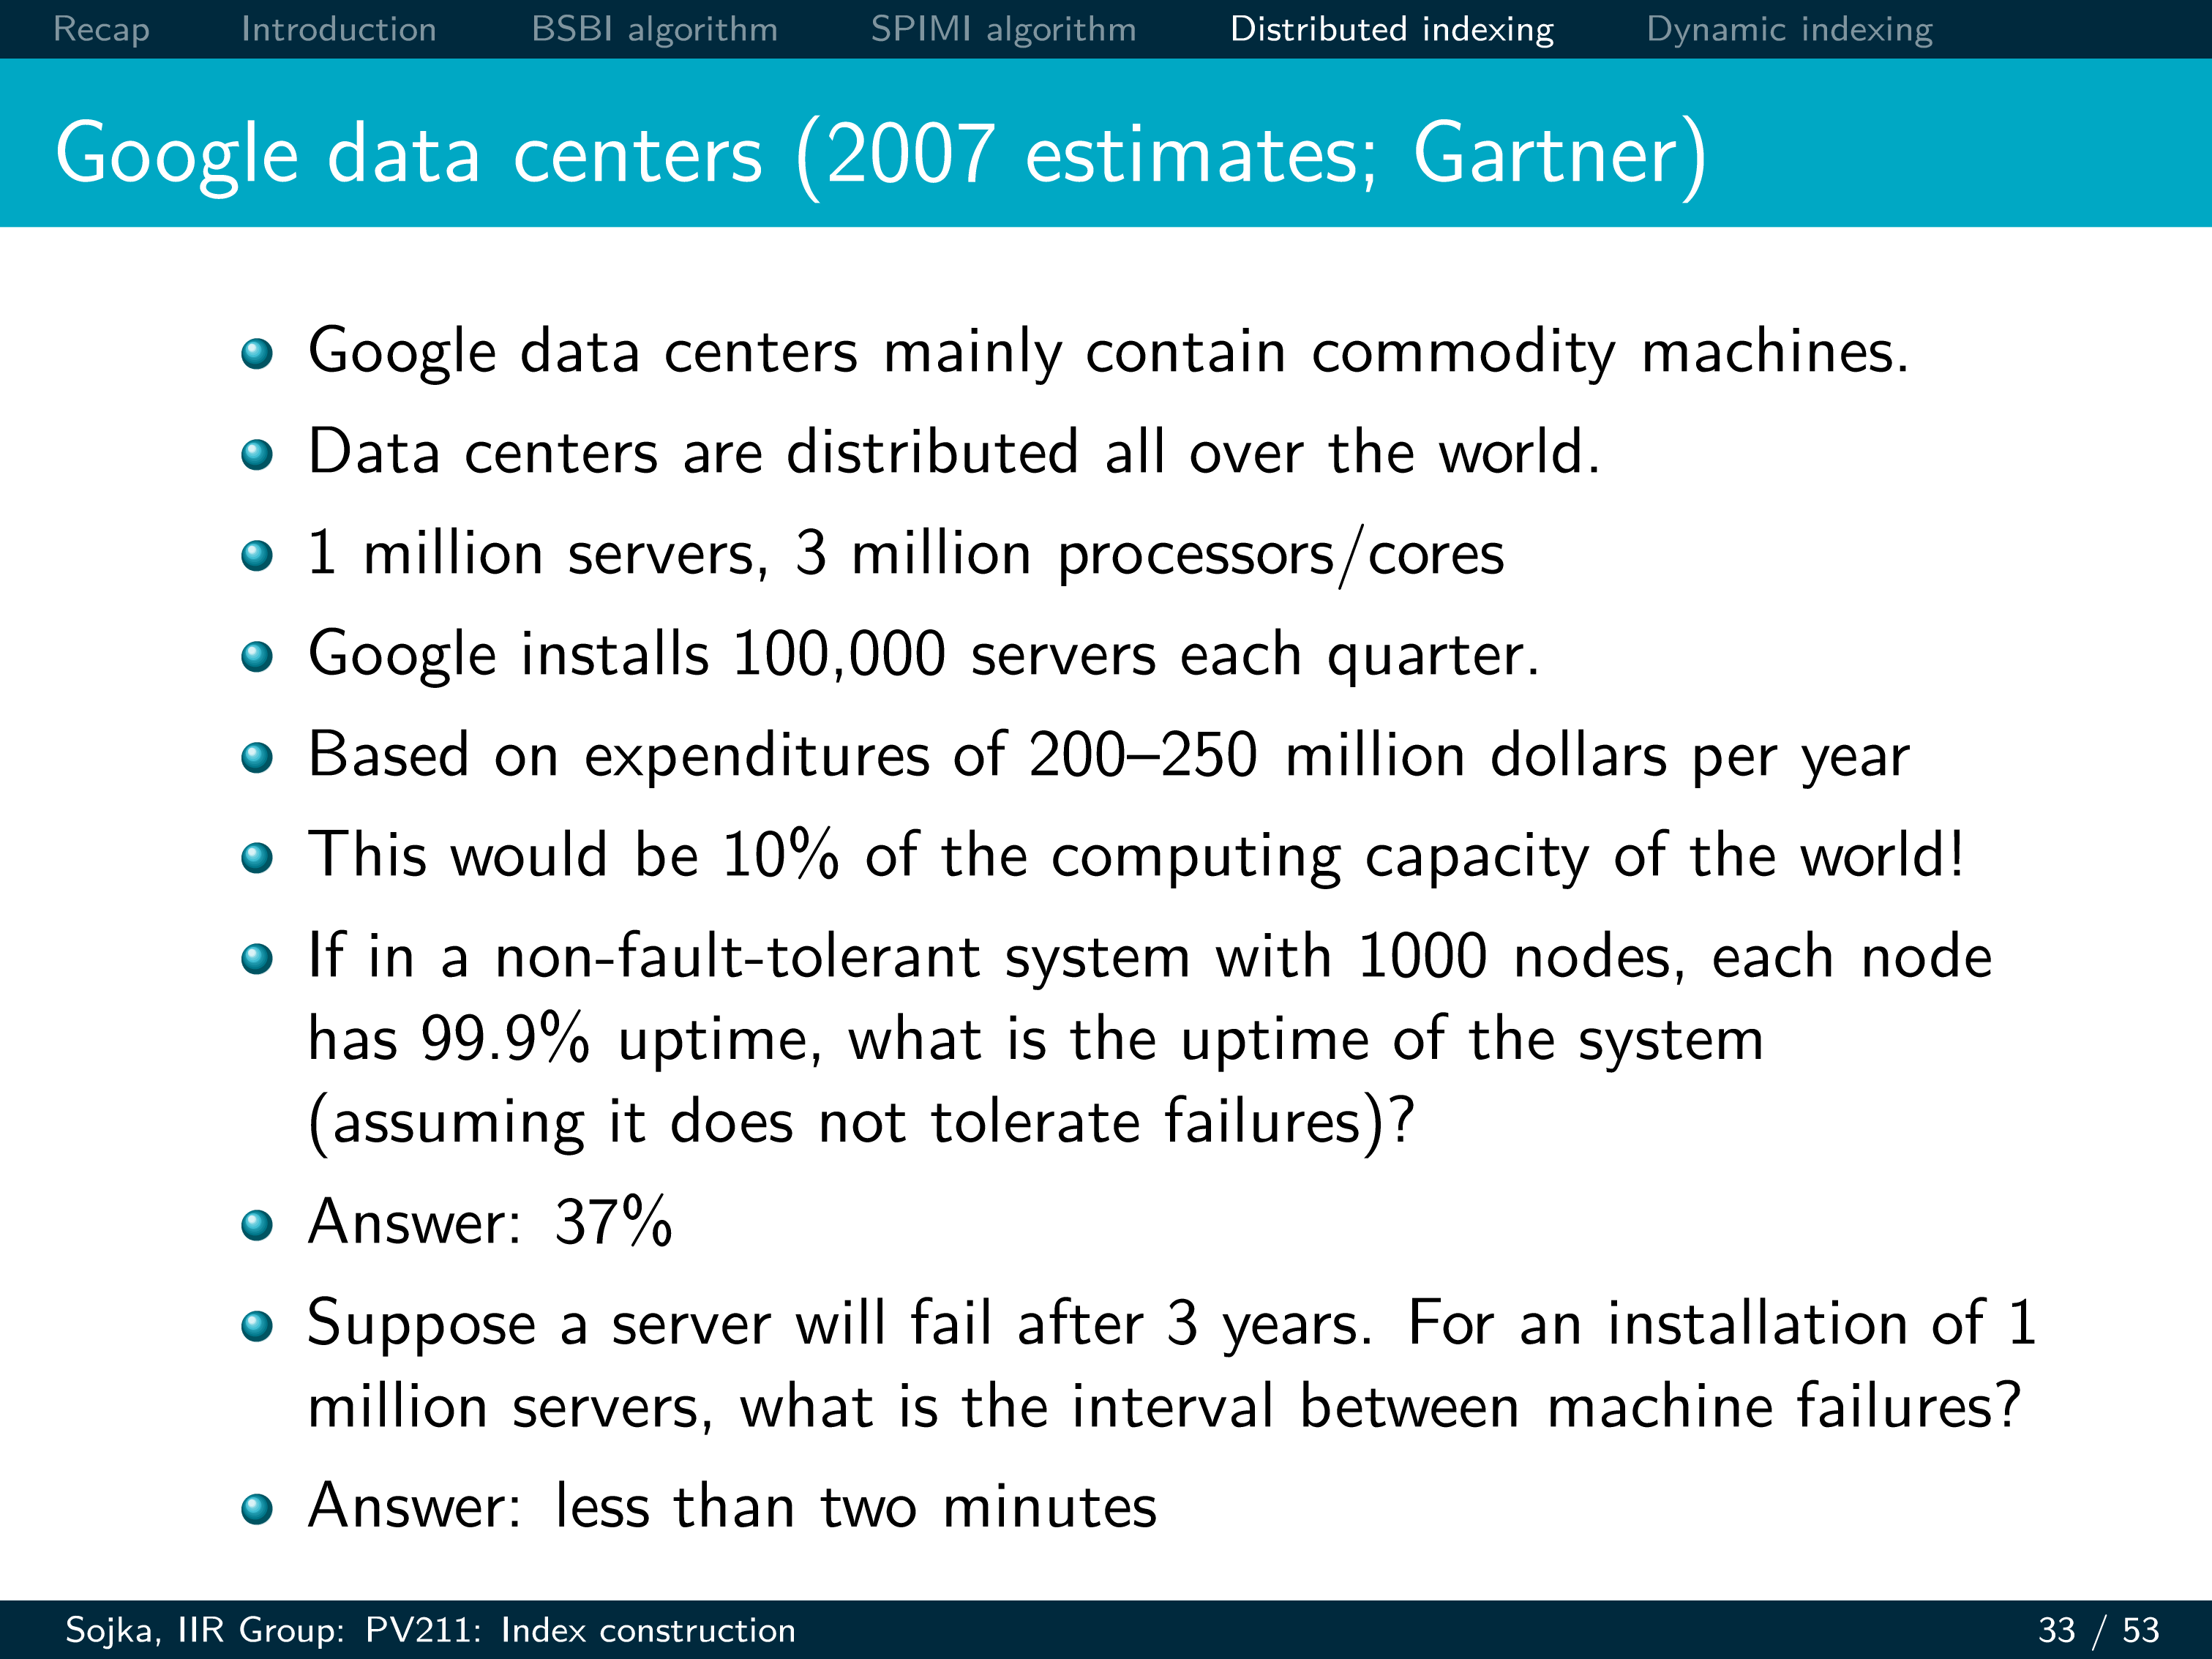 Recap Introduction BSBI algorithm SPIMI algorithm Distributed indexing Dynamic indexing
Google data centers (2007 estimates; Gartner)
Google data centers mainly contain commodity machines.
Data centers are distributed all over the world.
1 million servers, 3 million processors/cores
Google installs 100,000 servers each quarter.
Based on expenditures of 200–250 million dollars per year
This would be 10% of the computing capacity of the world!
If in a non-fault-tolerant system with 1000 nodes, each node
has 99.9% uptime, what is the uptime of the system
(assuming it does not tolerate failures)?
Answer: 37%
Suppose a server will fail after 3 years. For an installation of 1
million servers, what is the interval between machine failures?
Answer: less than two minutes
Sojka, IIR Group: PV211: Index construction 33 / 53